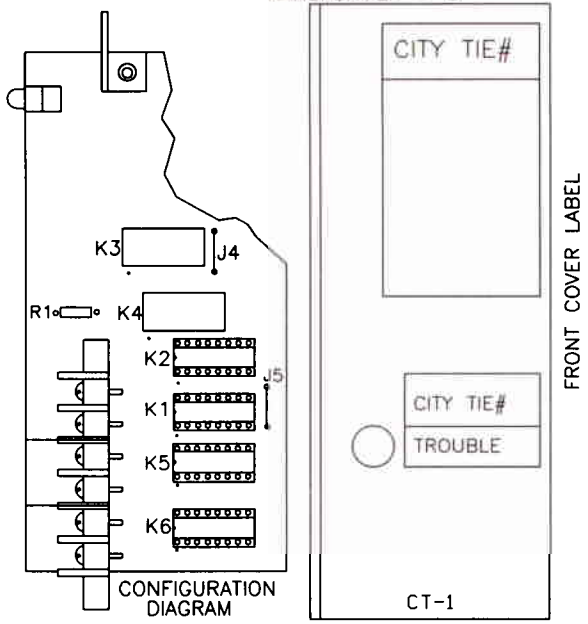 K3
J4
R1
K4
K2
J5
K1
K5
K6
CONFIGURATION
DIAGRAM
CITY TIE#
CITY TIE#
TROUBLE
CT-1
FRONT COVER LABEL